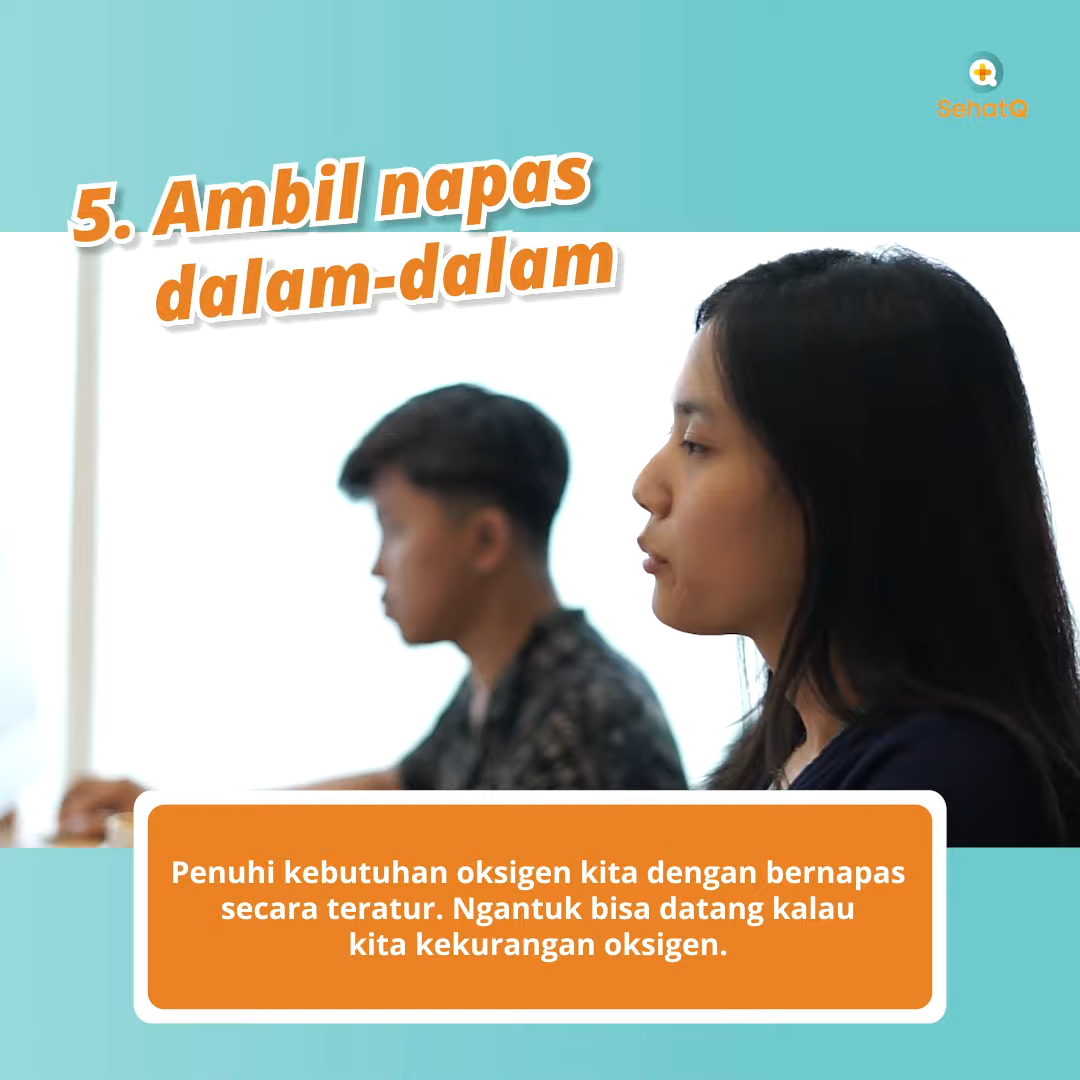 SehatQ
5. Ambil napas
dalam-dalam
Penuhi kebutuhan oksigen kita dengan bernapas
secara teratur. Ngantuk bisa datang kalau
kita kekurangan oksigen.